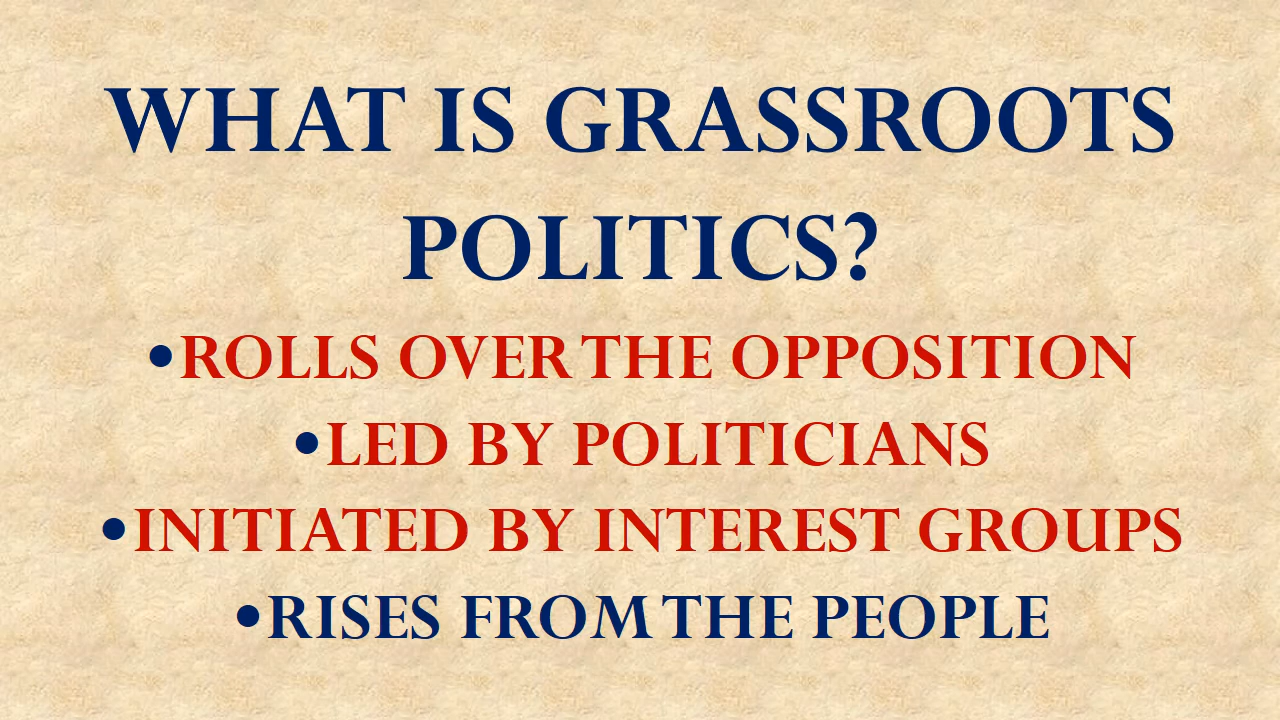 WHAT IS GRASSROOTS
POLITICS?
•ROLLS OVER THE OPPOSITION
•LED BY POLITICIANS
•INITIATED BY INTEREST GROUPS
•RISES FROM THE PEOPLE